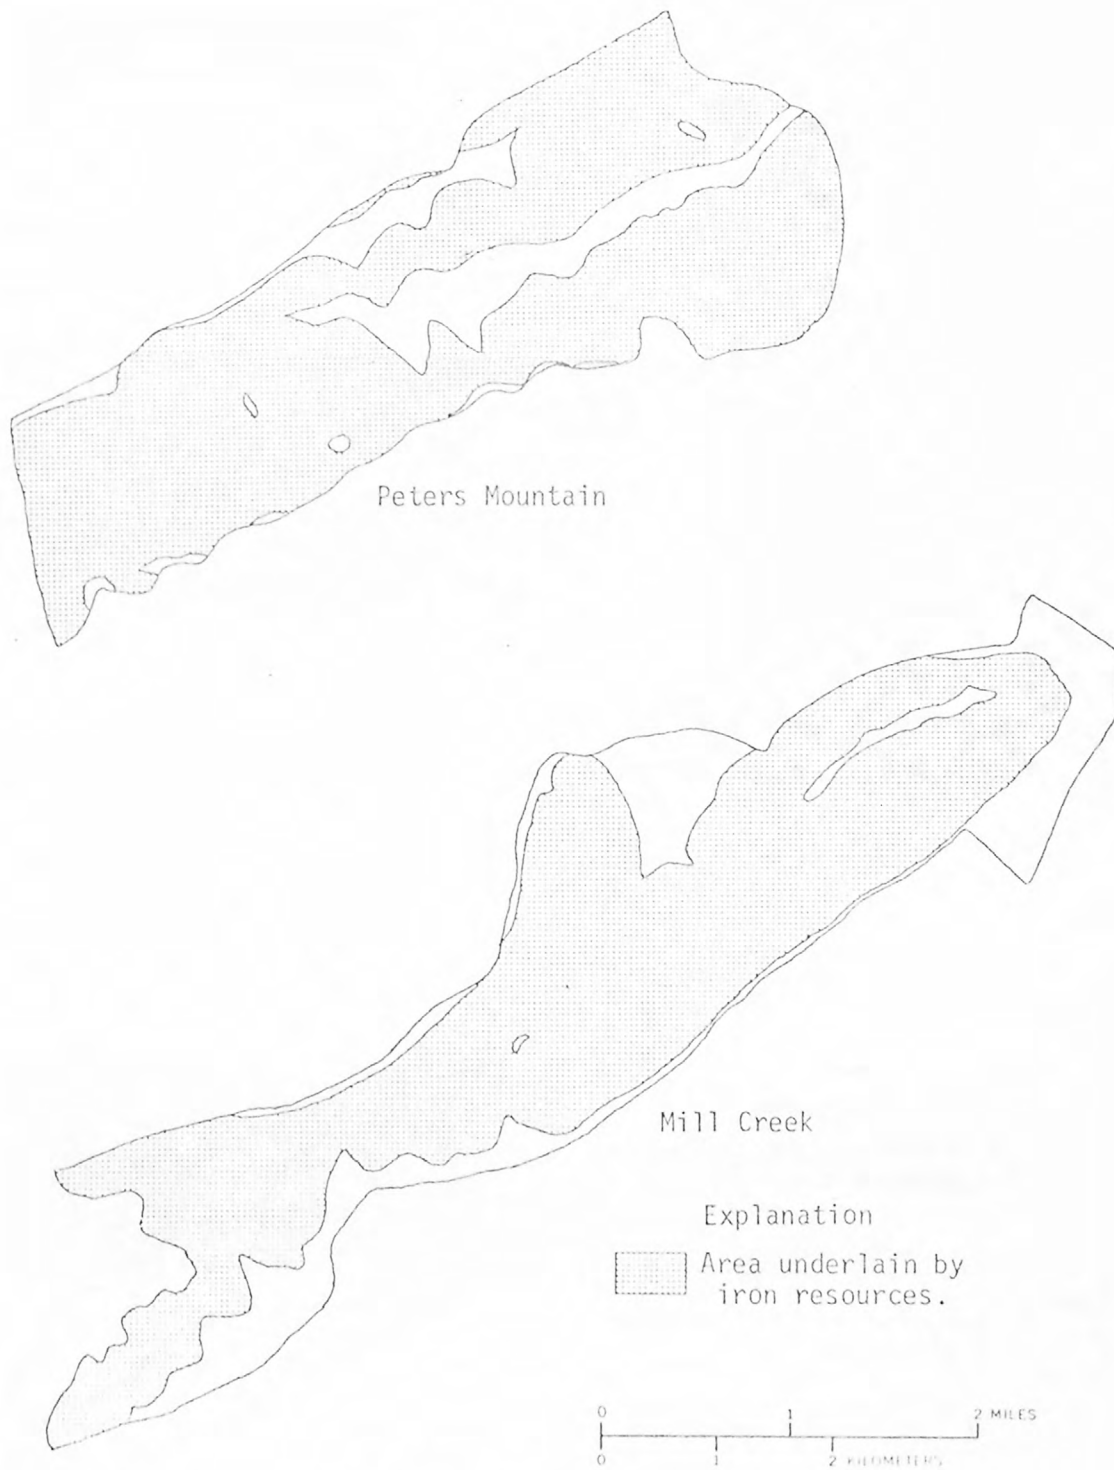 Peters Mountain
Mill Creek
Explanation
Area underlain by
iron resources.
0 1 2 MILES
0 1 2 KILOMETERS